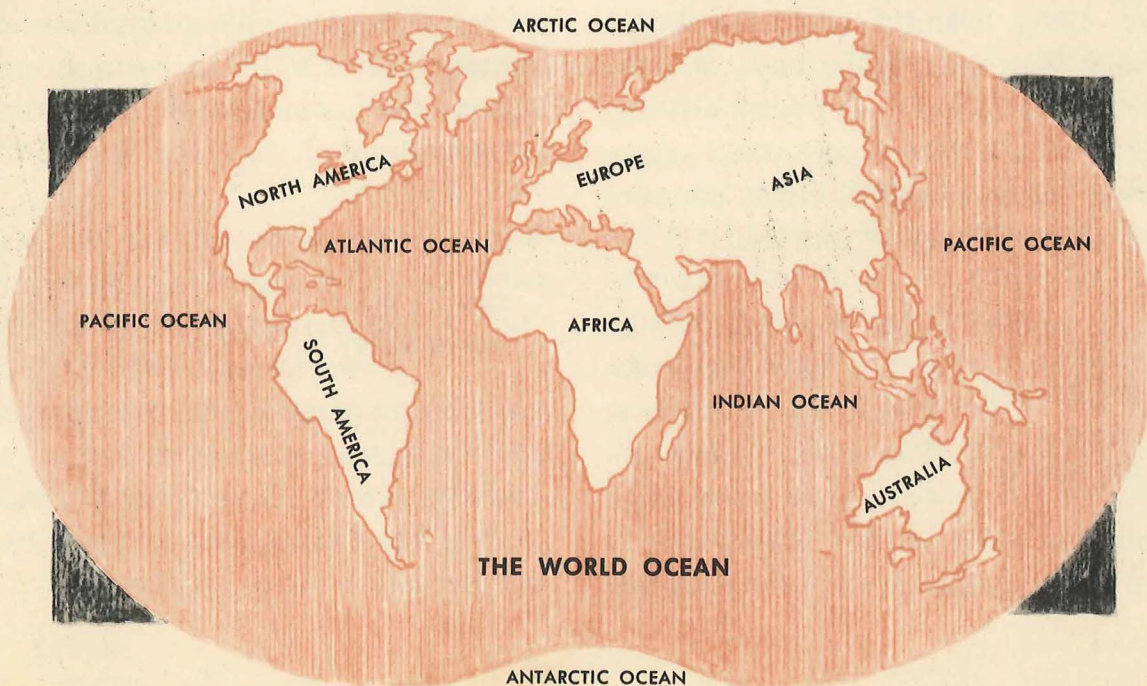 ARCTIC OCEAN
NORTH AMERICA
EUROPE
ASIA
ATLANTIC OCEAN
PACIFIC OCEAN
PACIFIC OCEAN
AFRICA
SOUTH AMERICA
INDIAN OCEAN
AUSTRALIA
THE WORLD OCEAN
ANTARCTIC OCEAN